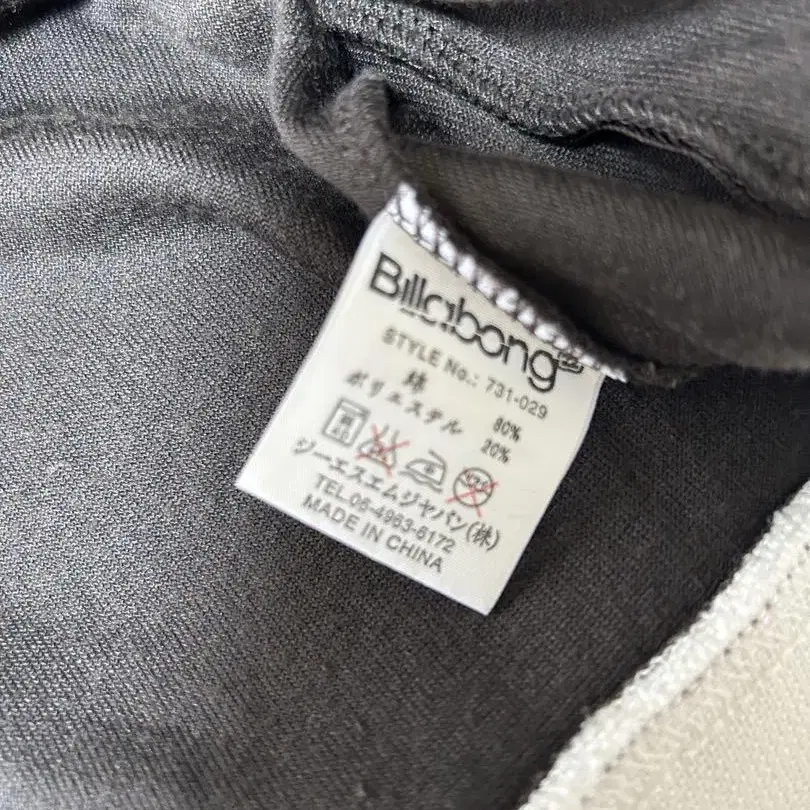 Billabong
STYLE No.: 731-029
綿 80%
ポリエステル 20%
ジーエスエムジャパン(株)
TEL.06-4963-6172
MADE IN CHINA